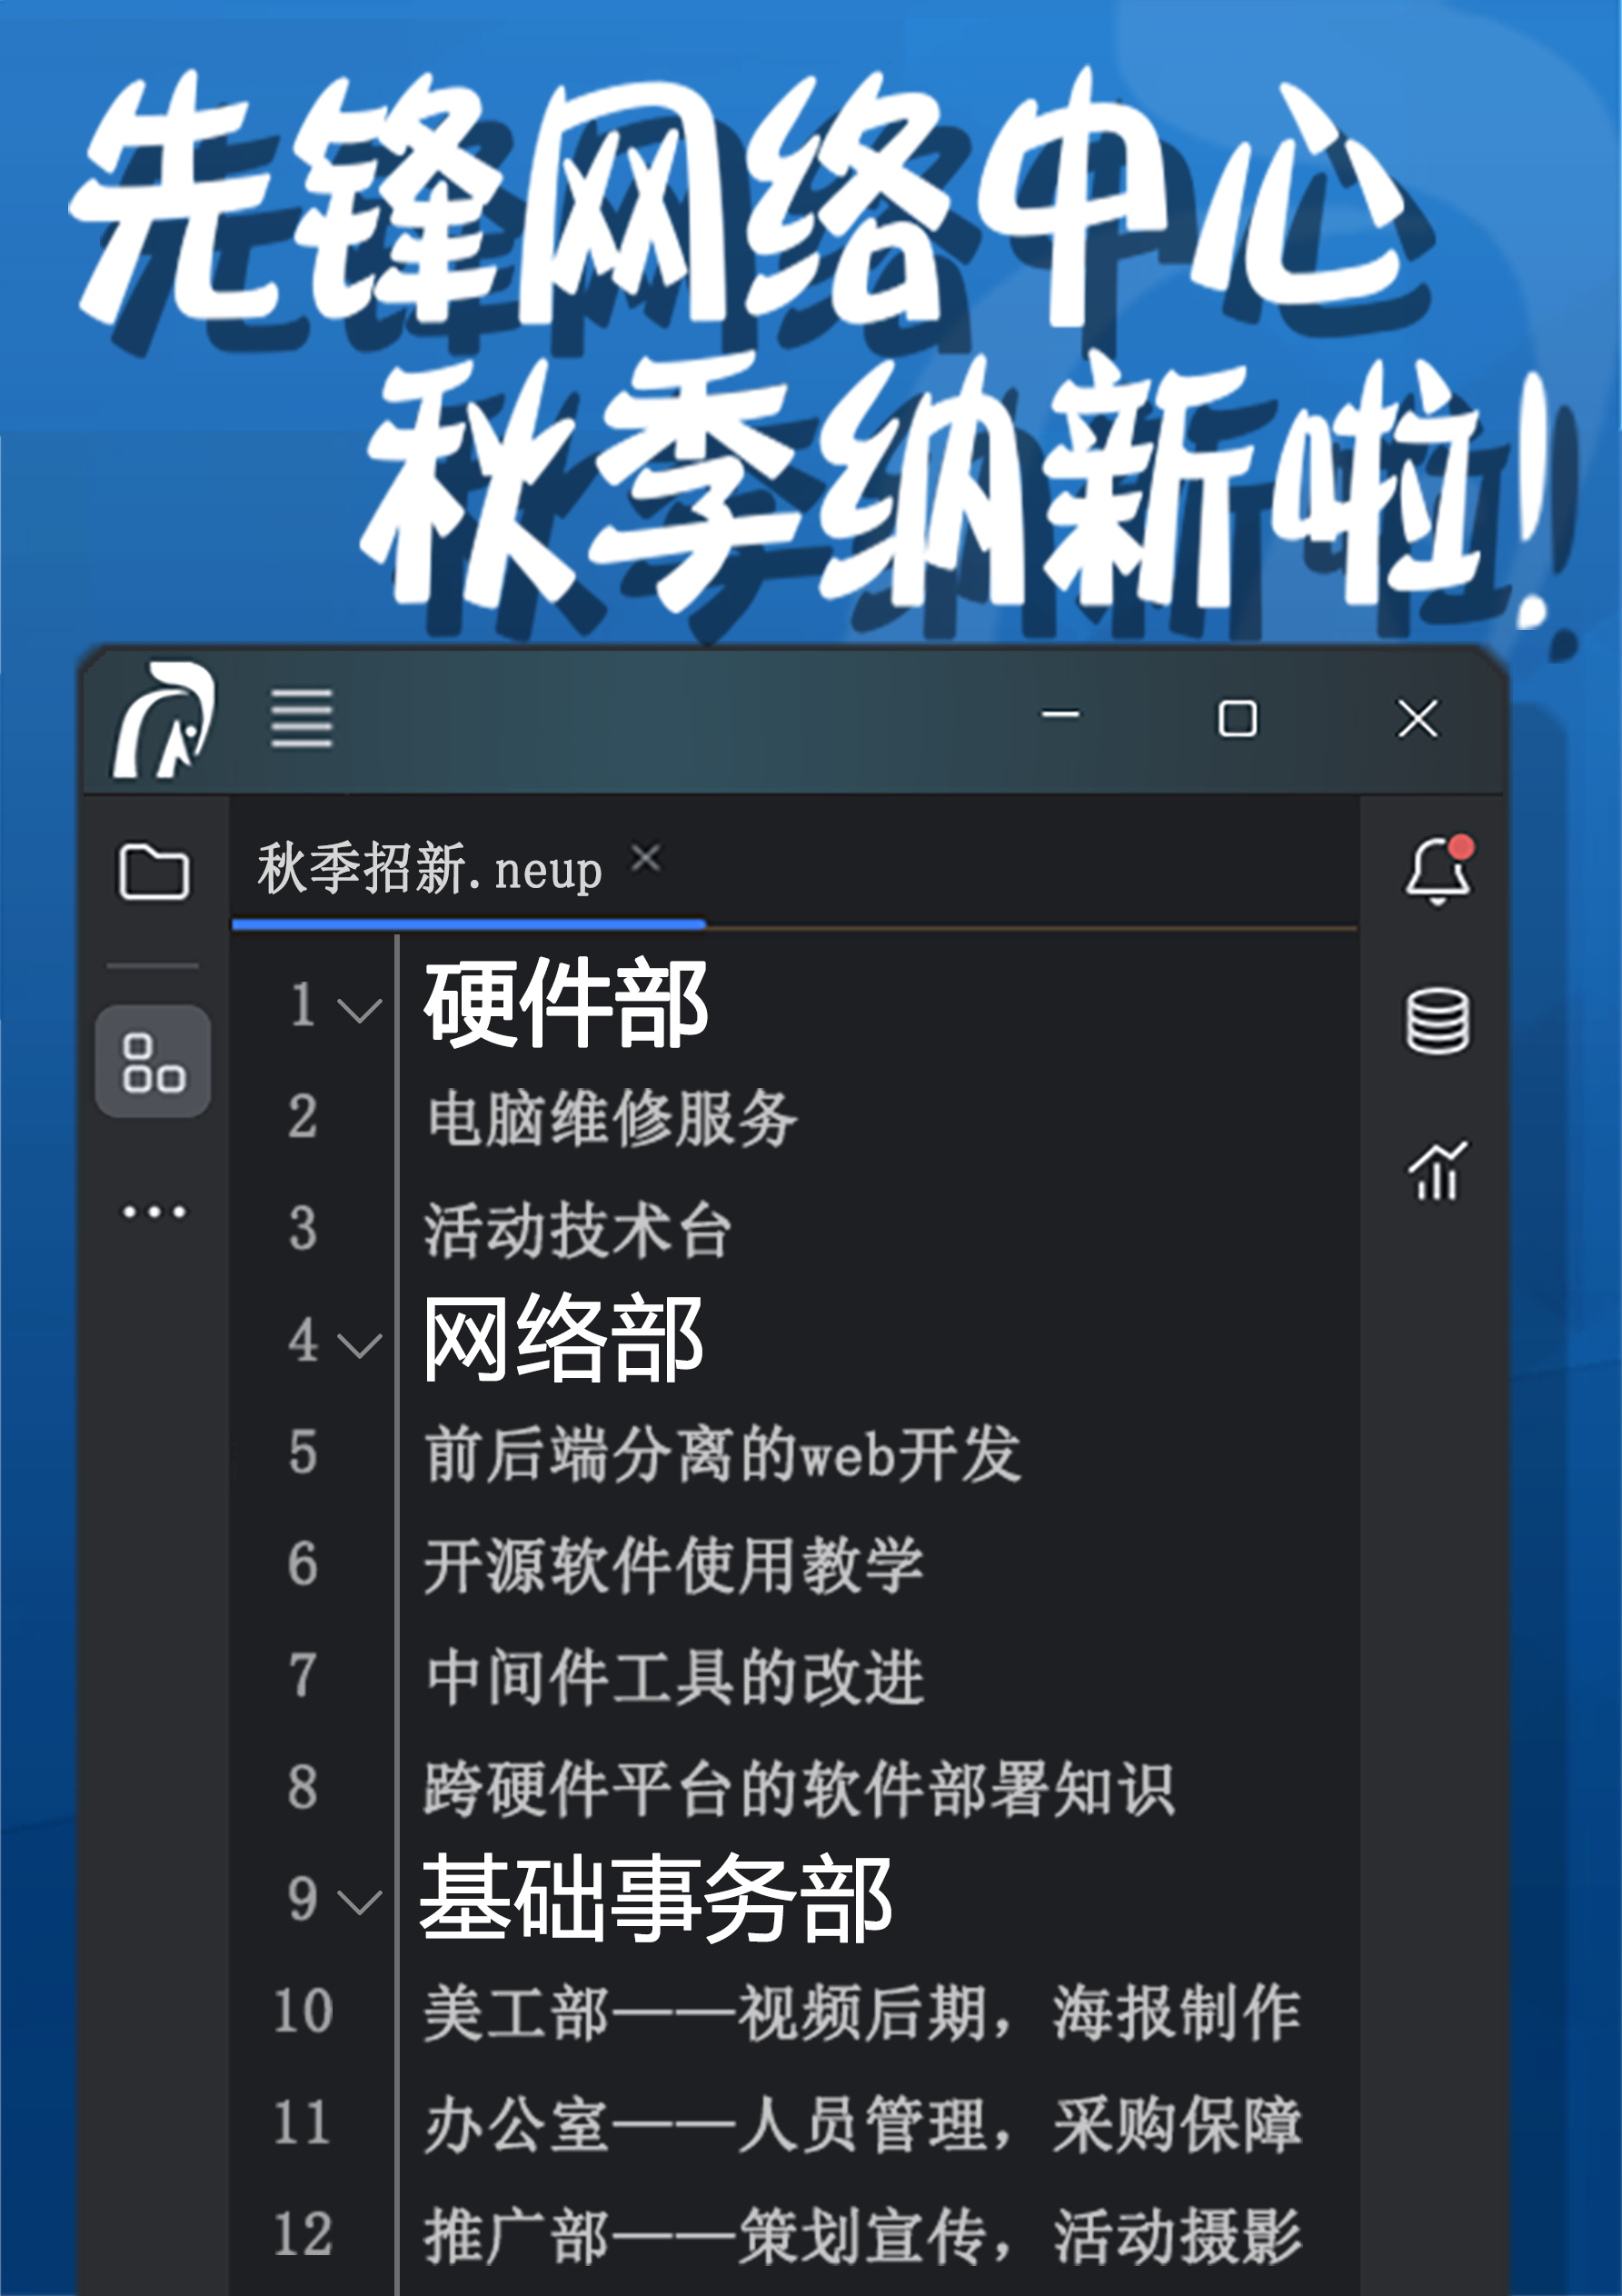 先锋网络中心
秋季纳新啦!
秋季招新.neup
1 硬件部
2 电脑维修服务
3 活动技术台
4 网络部
5 前后端分离的web开发
6 开源软件使用教学
7 中间件工具的改进
8 跨硬件平台的软件部署知识
9 基础事务部
10 美工部——视频后期，海报制作
11 办公室——人员管理，采购保障
12 推广部——策划宣传，活动摄影